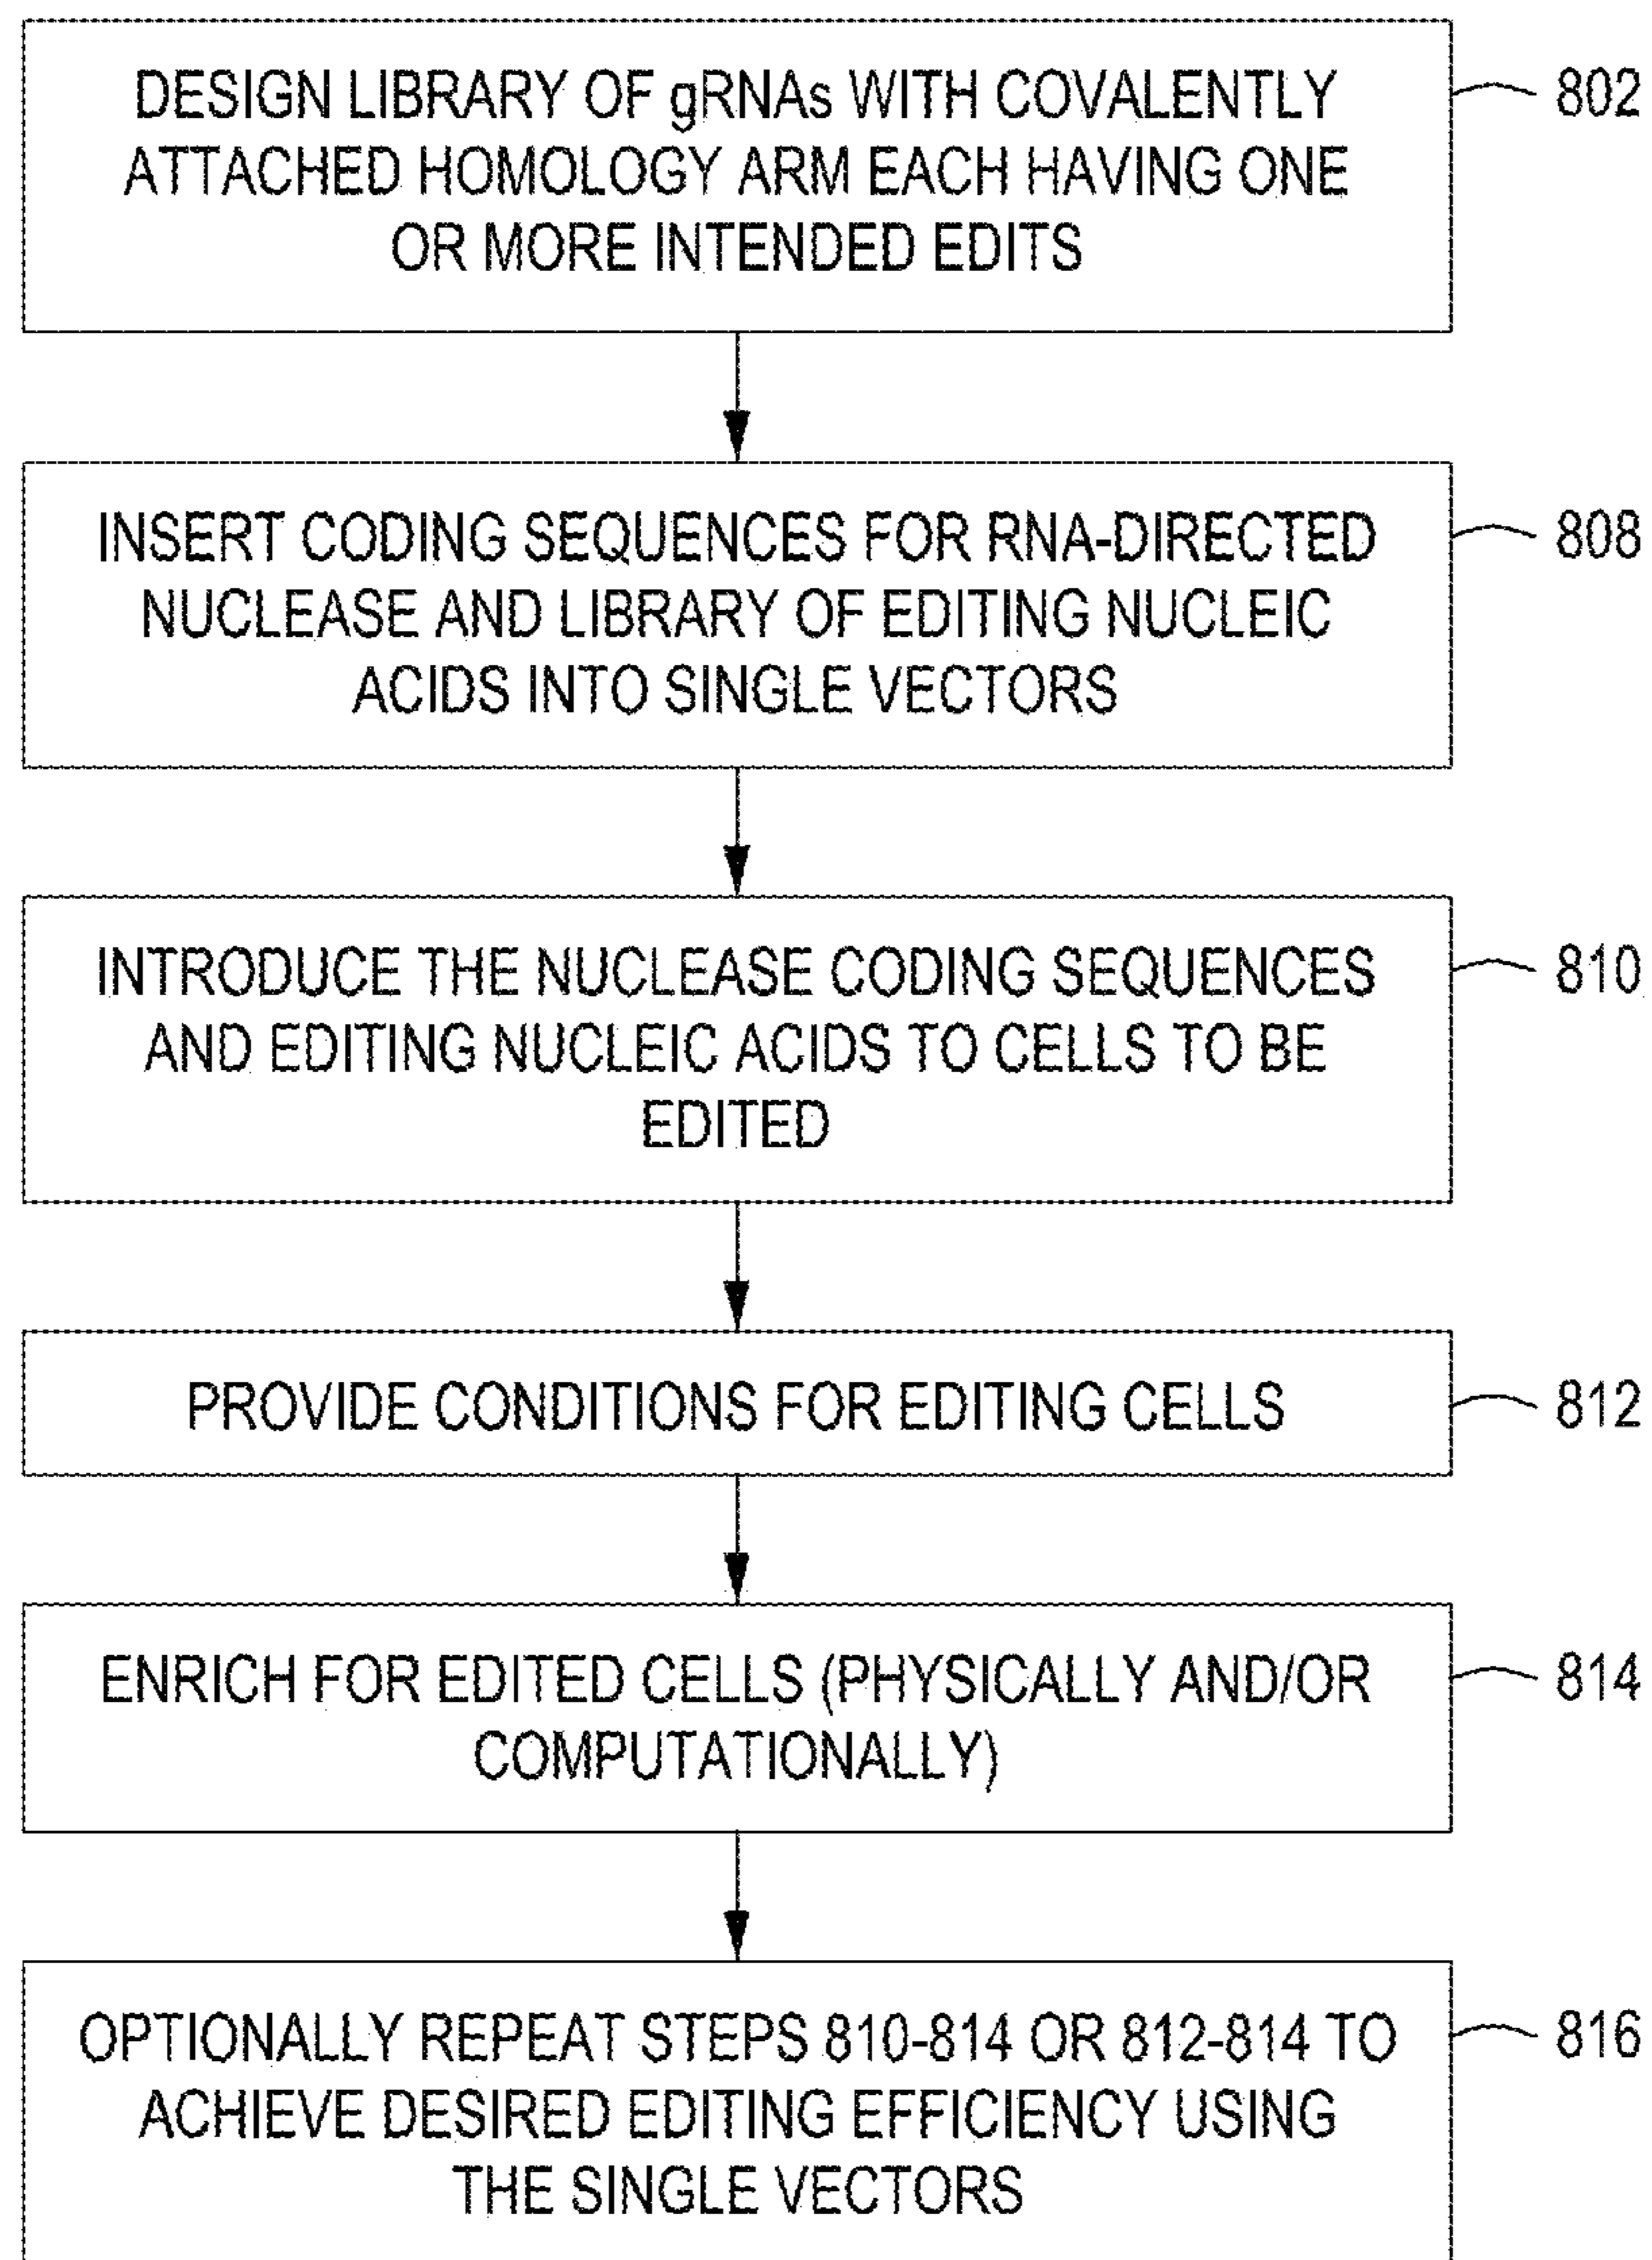 DESIGN LIBRARY OF gRNAs WITH COVALENTLY
802
ATTACHED HOMOLOGY ARM EACH HAVING ONE
OR MORE INTENDED EDITS
INSERT CODING SEQUENCES FOR RNA-DIRECTED
808
NUCLEASE AND LIBRARY OF EDITING NUCLEIC
ACIDS INTO SINGLE VECTORS
INTRODUCE THE NUCLEASE CODING SEQUENCES
810
AND EDITING NUCLEIC ACIDS TO CELLS TO BE
EDITED
PROVIDE CONDITIONS FOR EDITING CELLS
812
ENRICH FOR EDITED CELLS (PHYSICALLY AND/OR
814
COMPUTATIONALLY)
OPTIONALLY REPEAT STEPS 810-814 OR 812-814 TO
816
ACHIEVE DESIRED EDITING EFFICIENCY USING
THE SINGLE VECTORS